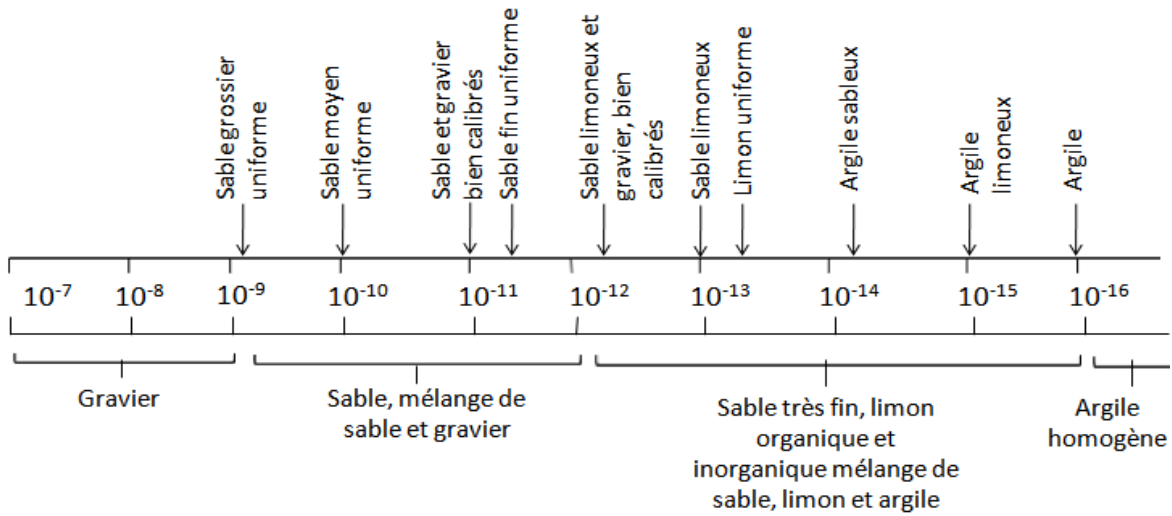 Sable grossier
uniforme
Sable moyen
uniforme
Sable et gravier
bien calibrés
Sable fin uniforme
Sable limoneux et
gravier, bien
calibrés
Sable limoneux
Limon uniforme
Argile sableux
Argile
limoneux
Argile
10⁻⁷ 10⁻⁸ 10⁻⁹ 10⁻¹⁰ 10⁻¹¹ 10⁻¹² 10⁻¹³ 10⁻¹⁴ 10⁻¹⁵ 10⁻¹⁶
Gravier
Sable, mélange de
sable et gravier
Sable très fin, limon
organique et
inorganique mélange de
sable, limon et argile
Argile
homogène